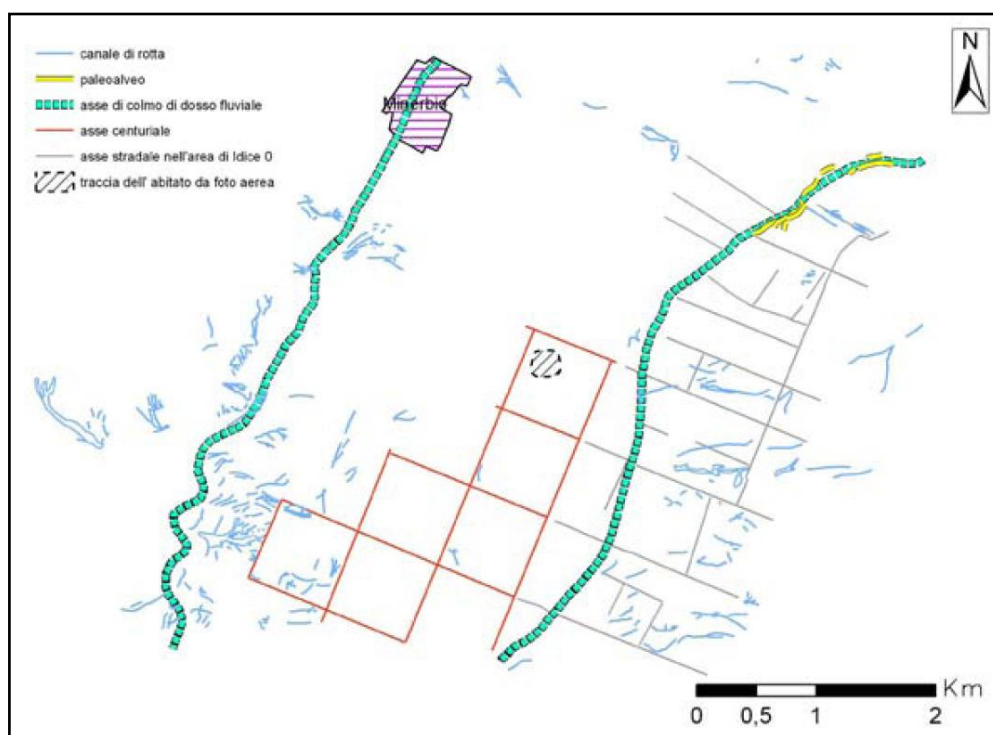 canale di rotta
paleoalveo
asse di colmo di dosso fluviale
asse centuriale
asse stradale nell'area di Idice 0
traccia dell' abitato da foto aerea
Minerbio
N
Km
0 0,5 1 2